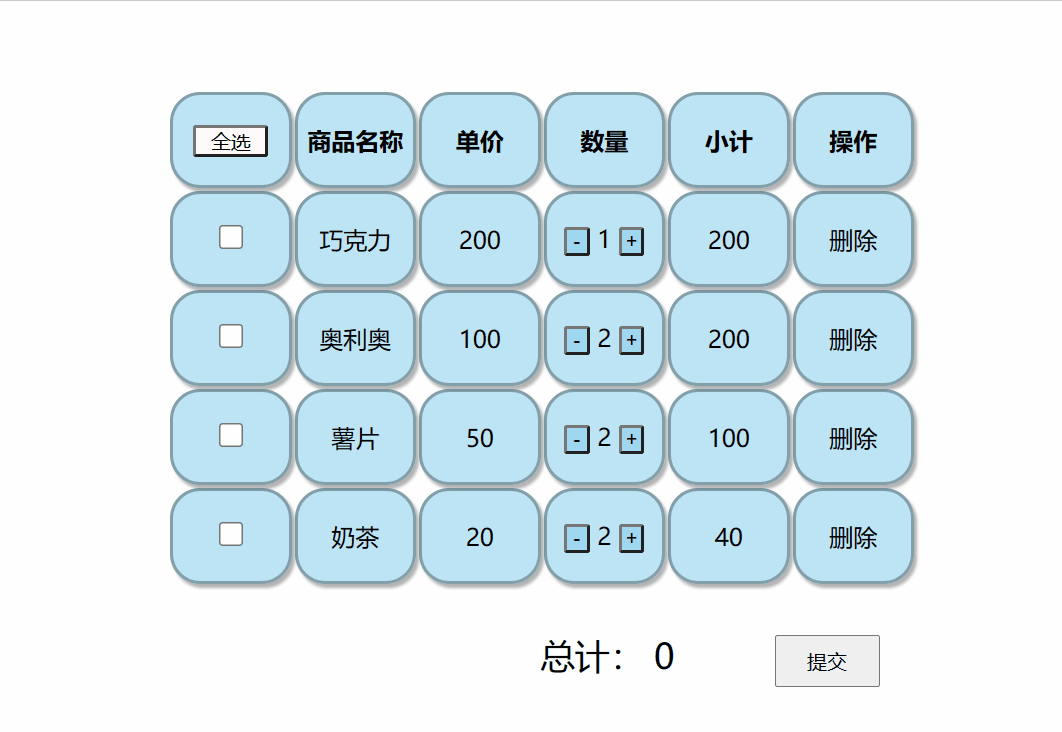 全选 商品名称 单价 数量 小计 操作
巧克力 200 - 1 + 200 删除
奥利奥 100 - 2 + 200 删除
薯片 50 - 2 + 100 删除
奶茶 20 - 2 + 40 删除
总计： 0 提交